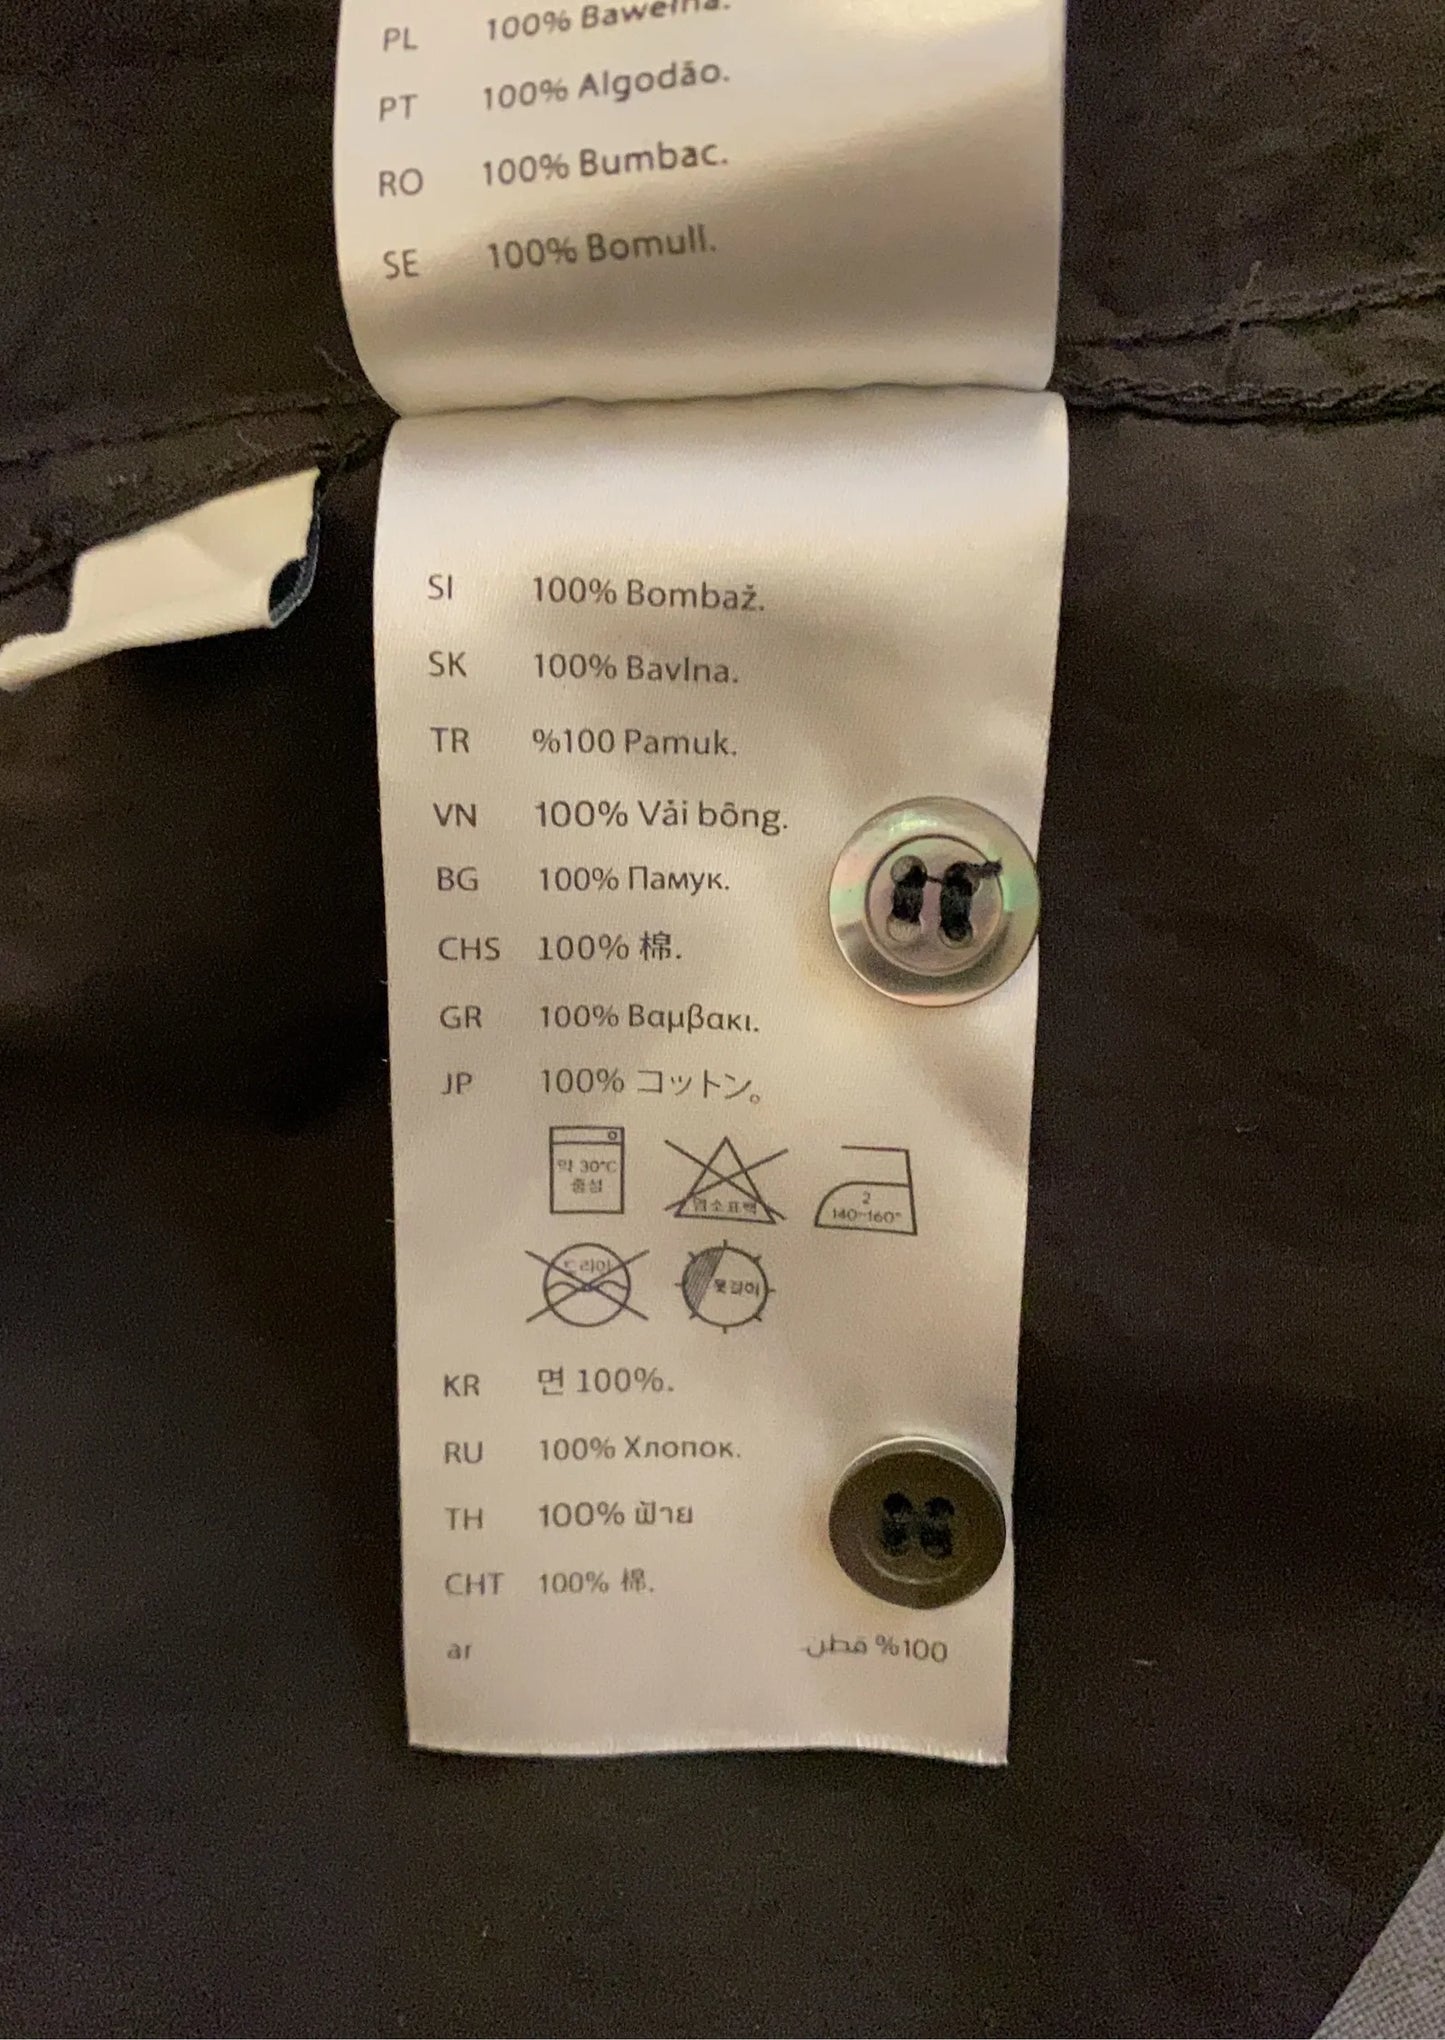 PL 100% Bawełna.
PT 100% Algodão.
RO 100% Bumbac.
SE 100% Bomull.
SI 100% Bombaž.
SK 100% Bavlna.
TR %100 Pamuk.
VN 100% Vải bông.
BG 100% Памук.
CHS 100% 棉.
GR 100% Βαμβακι.
JP 100% コットン。
약 30°C
중성
염소표백
2
140~160°
드라이
뉳걸이
KR 면 100%.
RU 100% Хлопок.
TH 100% ฝ้าย
CHT 100% 棉.
ar %100 قطن